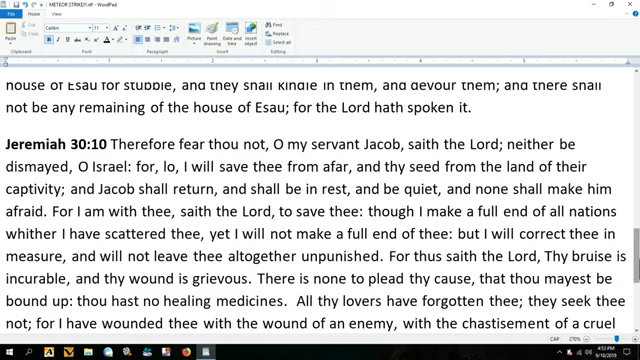 METEOR STRIKE!!.rtf - WordPad
File Home View
Paste
Calibri 11
Picture Paint drawing Date and time Insert object
Find
Replace
Select all
house of Esau for stubble, and they shall kindle in them, and devour them; and there shall
not be any remaining of the house of Esau; for the Lord hath spoken it.
Jeremiah 30:10 Therefore fear thou not, O my servant Jacob, saith the Lord; neither be
dismayed, O Israel: for, lo, I will save thee from afar, and thy seed from the land of their
captivity; and Jacob shall return, and shall be in rest, and be quiet, and none shall make him
afraid. For I am with thee, saith the Lord, to save thee: though I make a full end of all nations
whither I have scattered thee, yet I will not make a full end of thee: but I will correct thee in
measure, and will not leave thee altogether unpunished. For thus saith the Lord, Thy bruise is
incurable, and thy wound is grievous. There is none to plead thy cause, that thou mayest be
bound up: thou hast no healing medicines. All thy lovers have forgotten thee; they seek thee
not; for I have wounded thee with the wound of an enemy, with the chastisement of a cruel
CAP 270%
4:53 PM
9/18/2019